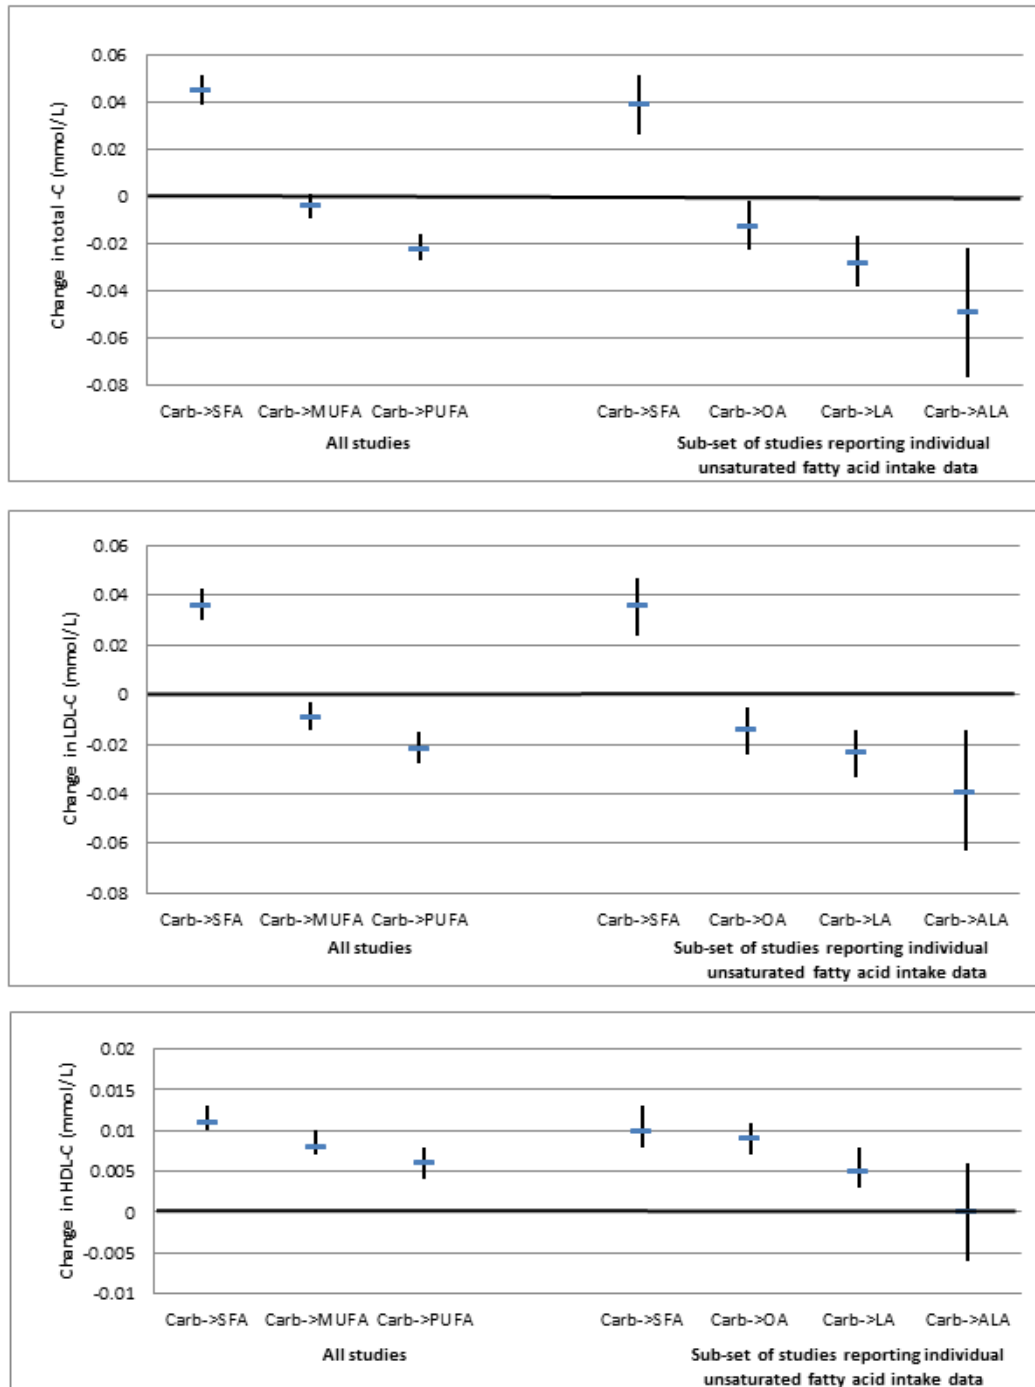 Change in total -C (mmol/L)
0.06
0.04
0.02
0
-0.02
-0.04
-0.06
-0.08
Carb->SFA Carb->MUFA Carb->PUFA Carb->SFA Carb->OA Carb->LA Carb->ALA
All studies Sub-set of studies reporting individual
unsaturated fatty acid intake data
Change in LDL-C (mmol/L)
0.06
0.04
0.02
0
-0.02
-0.04
-0.06
-0.08
Carb->SFA Carb->MUFA Carb->PUFA Carb->SFA Carb->OA Carb->LA Carb->ALA
All studies Sub-set of studies reporting individual
unsaturated fatty acid intake data
Change in HDL-C (mmol/L)
0.02
0.015
0.01
0.005
0
-0.005
-0.01
Carb->SFA Carb->MUFA Carb->PUFA Carb->SFA Carb->OA Carb->LA Carb->ALA
All studies Sub-set of studies reporting individual
unsaturated fatty acid intake data